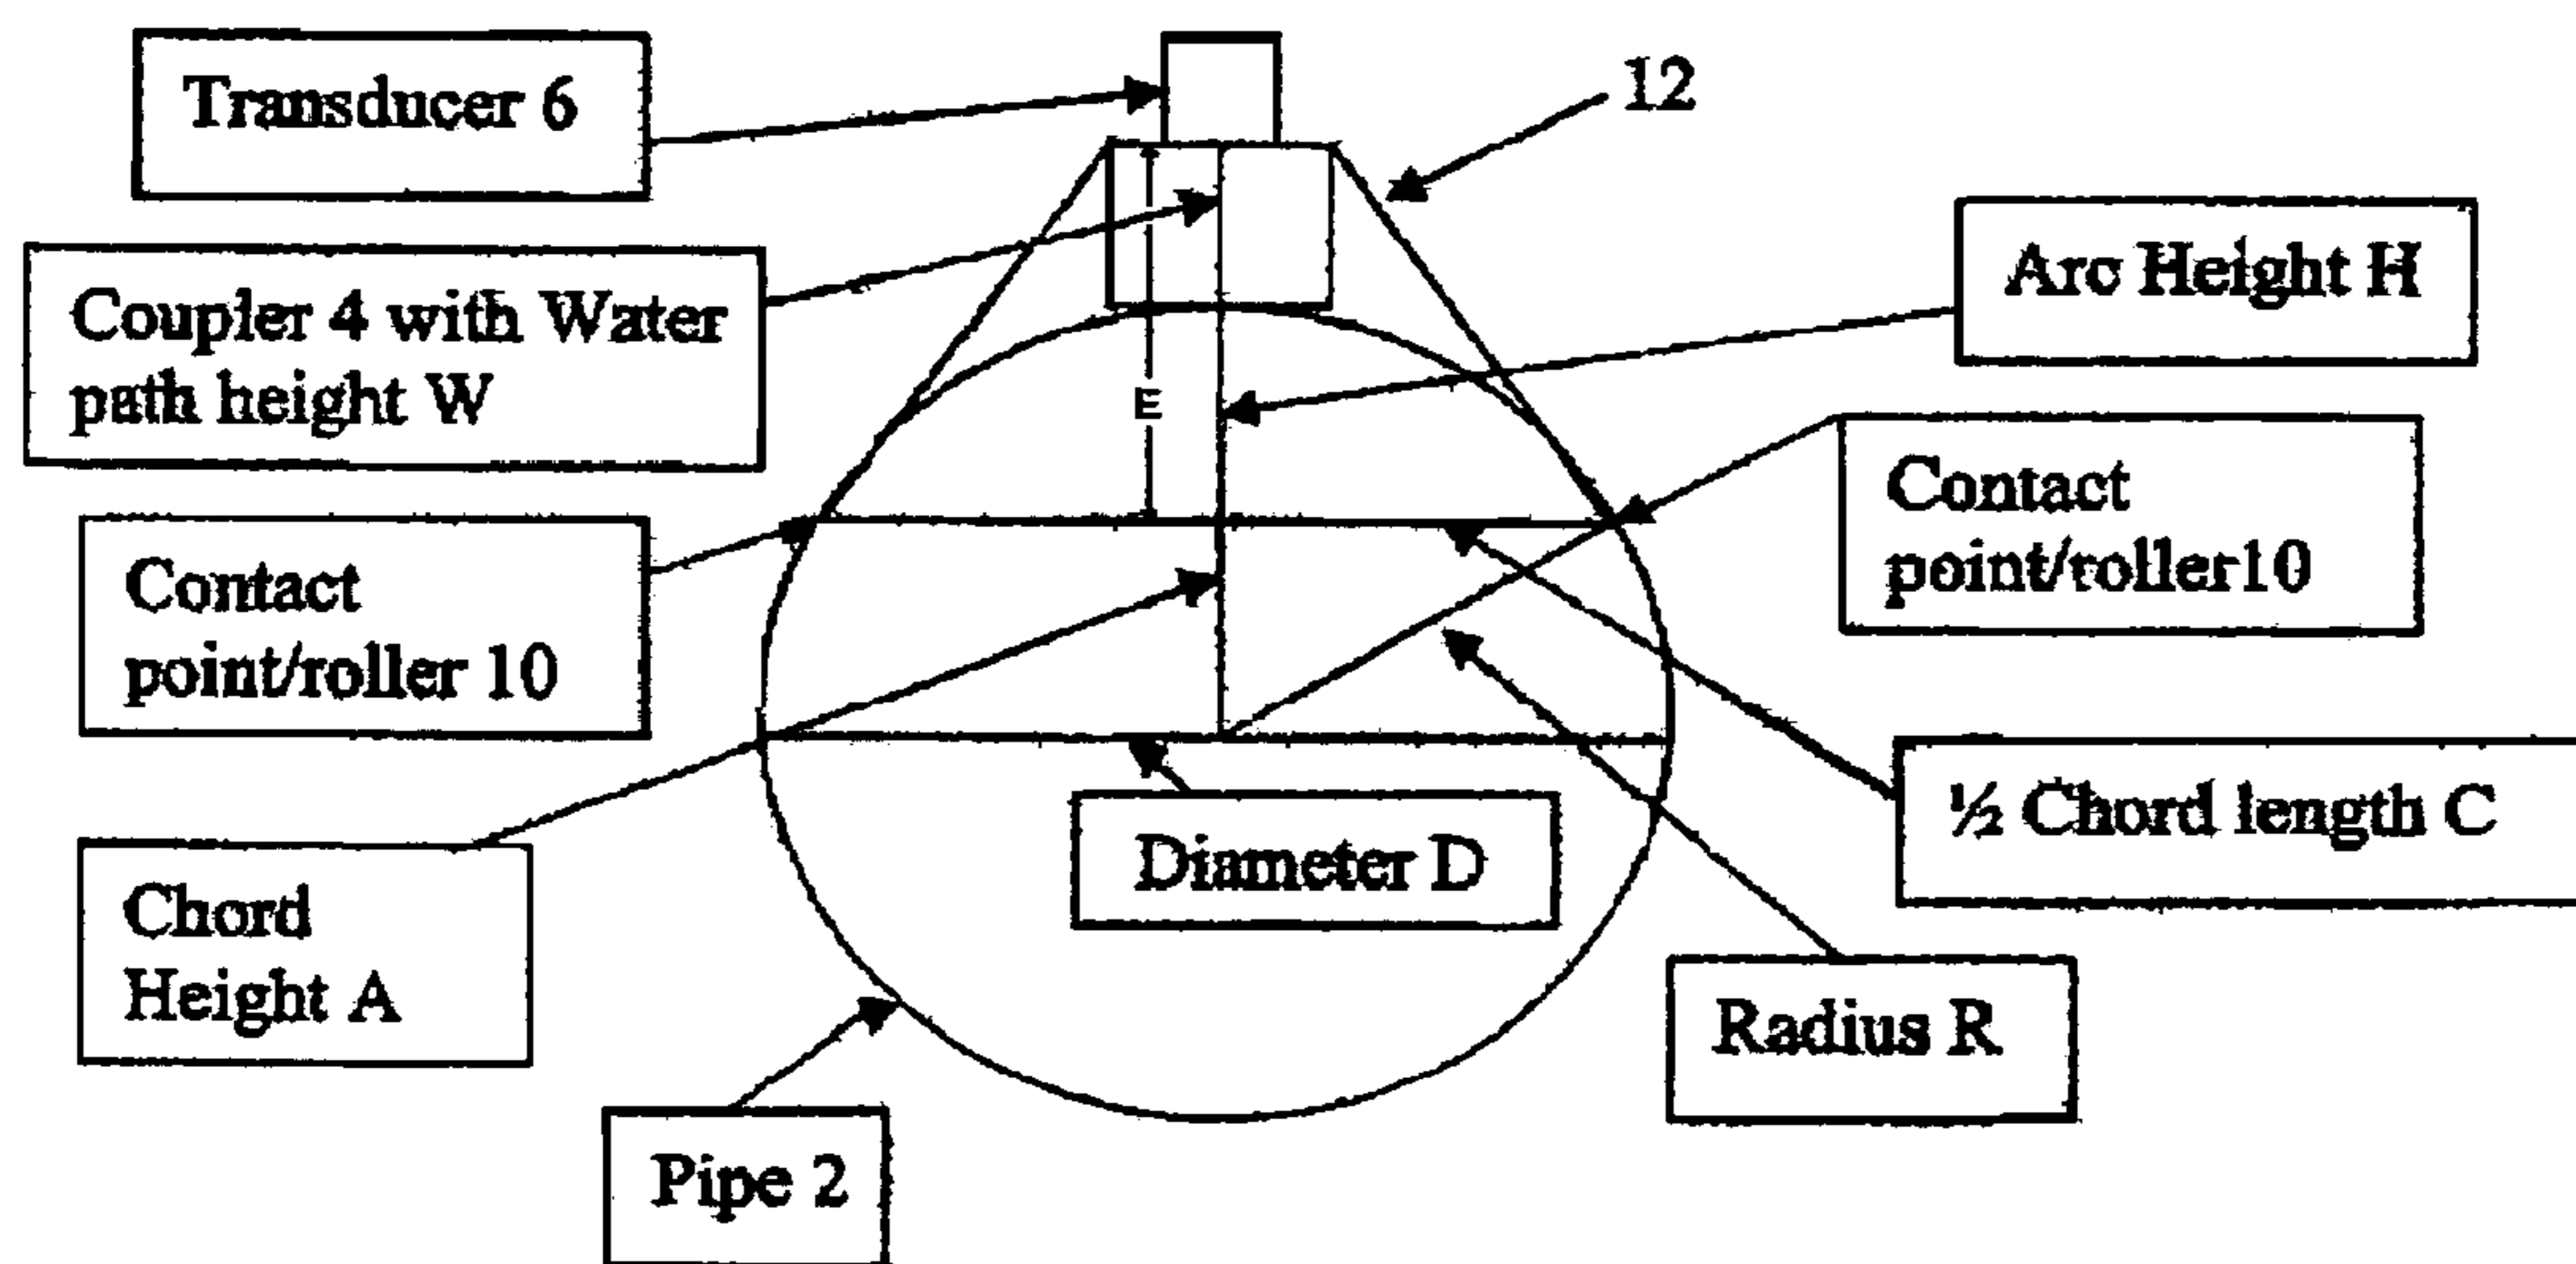 Transducer 6
12
Coupler 4 with Water
path height W
Arc Height H
E
Contact
point/roller10
Contact
point/roller 10
½ Chord length C
Diameter D
Chord
Height A
Radius R
Pipe 2